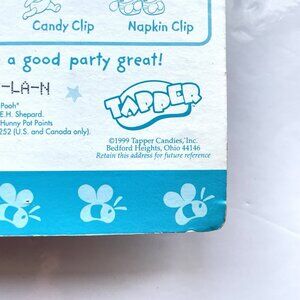 Candy Clip
Napkin Clip
a good party great!
-LA-N
Pooh"
E.H. Shepard.
Hunny Pot Points
252 (U.S. and Canada only).
TAPPER
©1999 Tapper Candies, Inc.
Bedford Heights, Ohio 44146
Retain this address for future reference